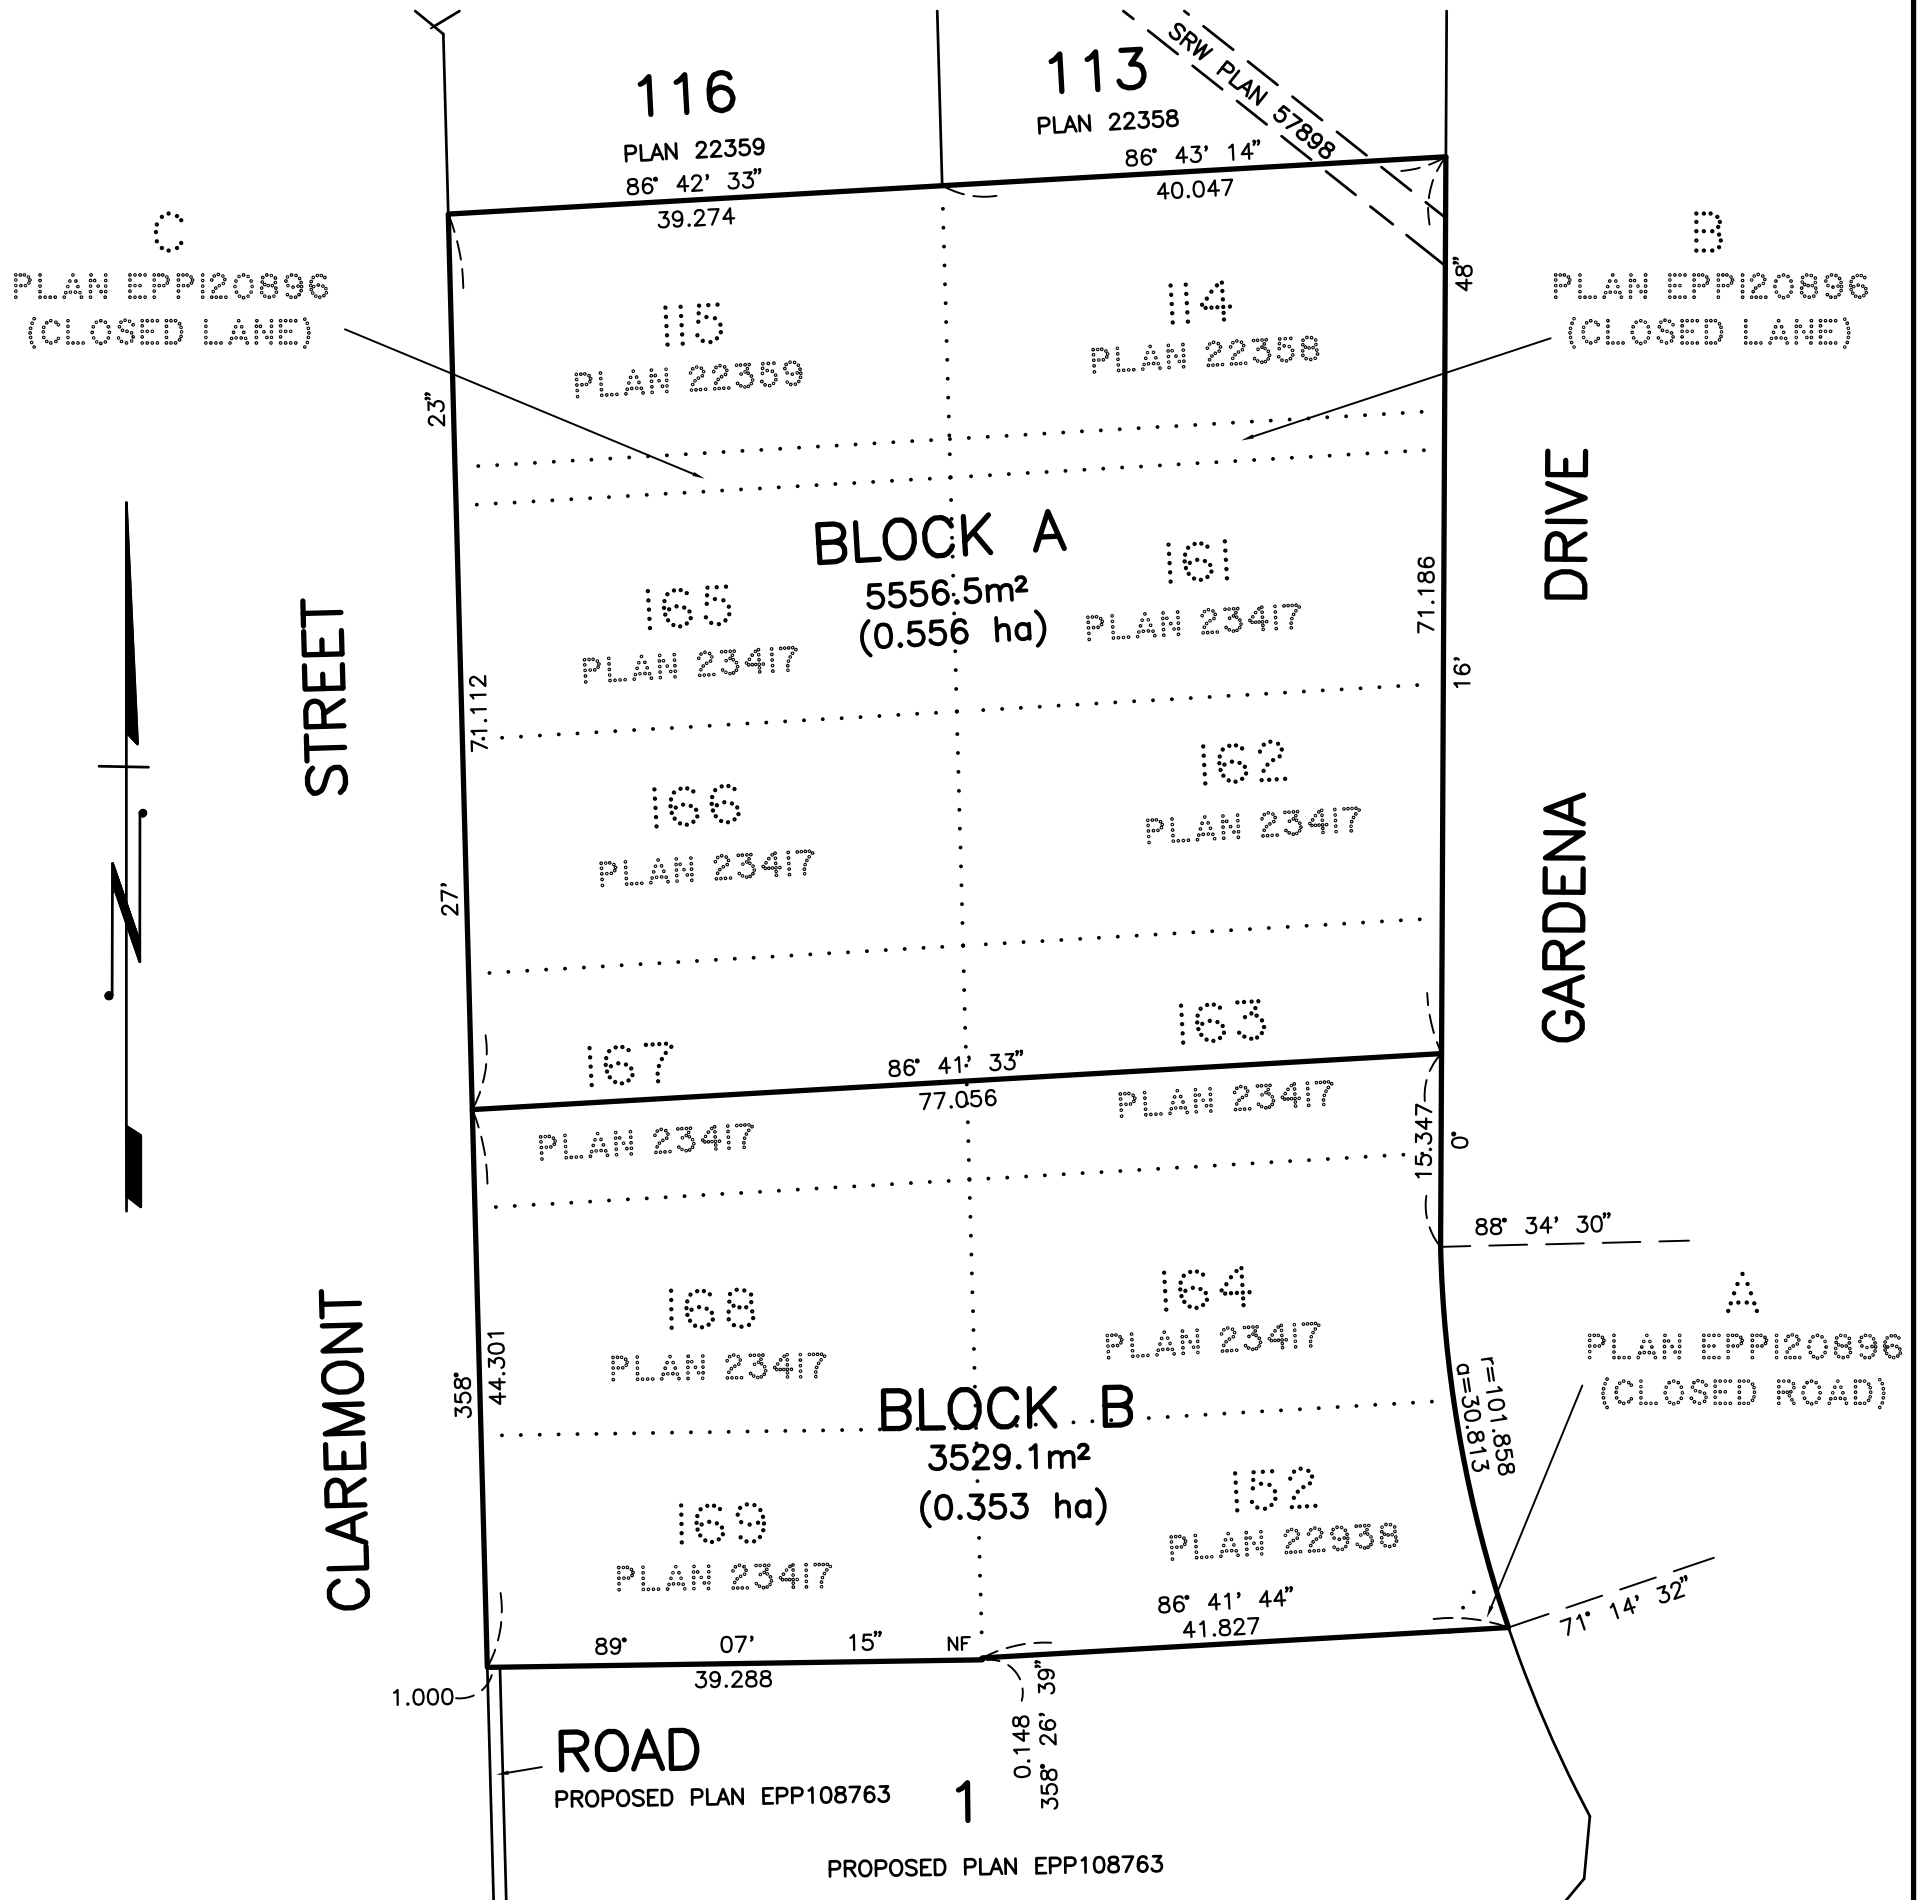 116
PLAN 22359
86° 42' 33"
39.274
113
PLAN 22358
86° 43' 14"
40.047
SRW PLAN 57898
C
PLAN EPP120896
(CLOSED LANE)
B
PLAN EPP120896
(CLOSED LANE)
115
PLAN 22359
114
PLAN 22358
48"
23"
BLOCK A
5556.5m²
(0.556 ha)
165
PLAN 23417
161
PLAN 23417
71.186
16'
DRIVE
STREET
71.112
166
PLAN 23417
162
PLAN 23417
27'
GARDENA
N
167
PLAN 23417
163
PLAN 23417
86° 41' 33"
77.056
15.347
0°
88° 34' 30"
168
PLAN 23417
164
PLAN 23417
A
PLAN EPP120896
(CLOSED ROAD)
r=101.858
a=30.813
CLAREMONT
358°
44.301
BLOCK B
3529.1m²
(0.353 ha)
169
PLAN 23417
152
PLAN 22938
86° 41' 44"
41.827
71° 14' 32"
89° 07' 15"
NF
39.288
1.000
0.148
358° 26' 39"
ROAD
PROPOSED PLAN EPP108763
1
PROPOSED PLAN EPP108763